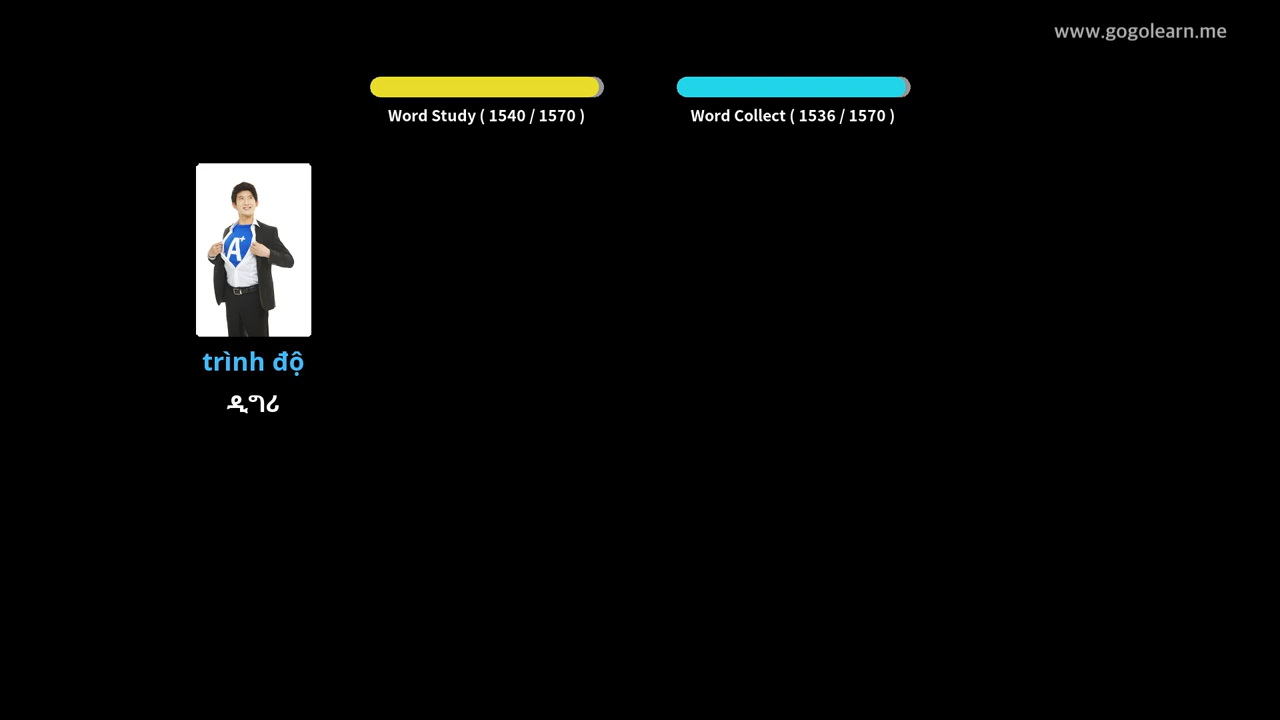 www.gogolearn.me
Word Study ( 1540 / 1570 )
Word Collect ( 1536 / 1570 )
A+
trình độ
ዲግሪ